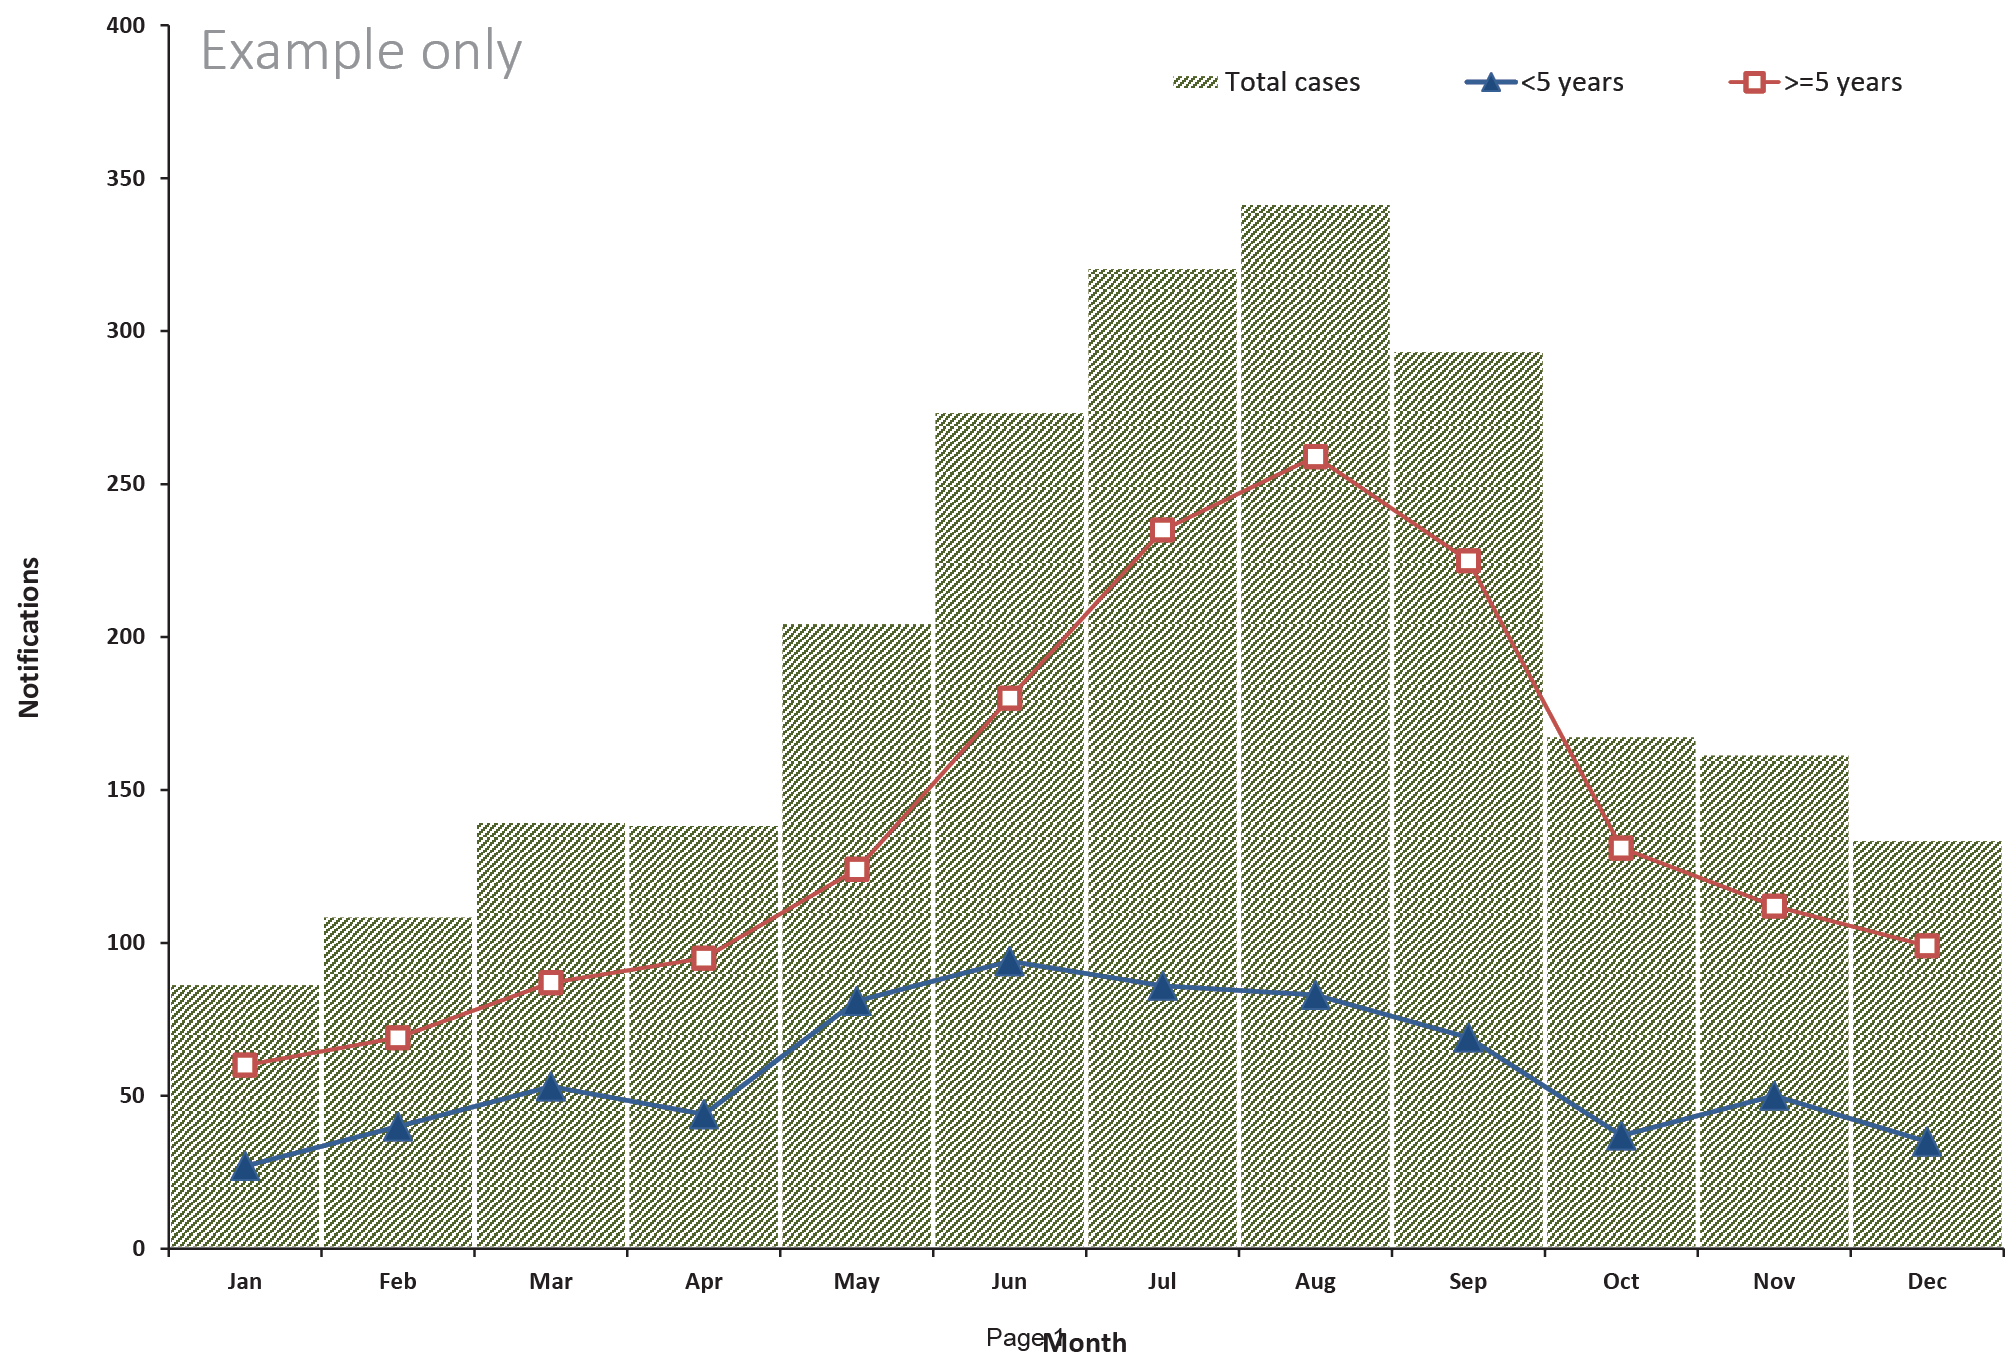 Example only
Total cases
<5 years
>=5 years
400
350
300
250
200
150
100
50
0
Notifications
Jan Feb Mar Apr May Jun Jul Aug Sep Oct Nov Dec
Page 1
Month